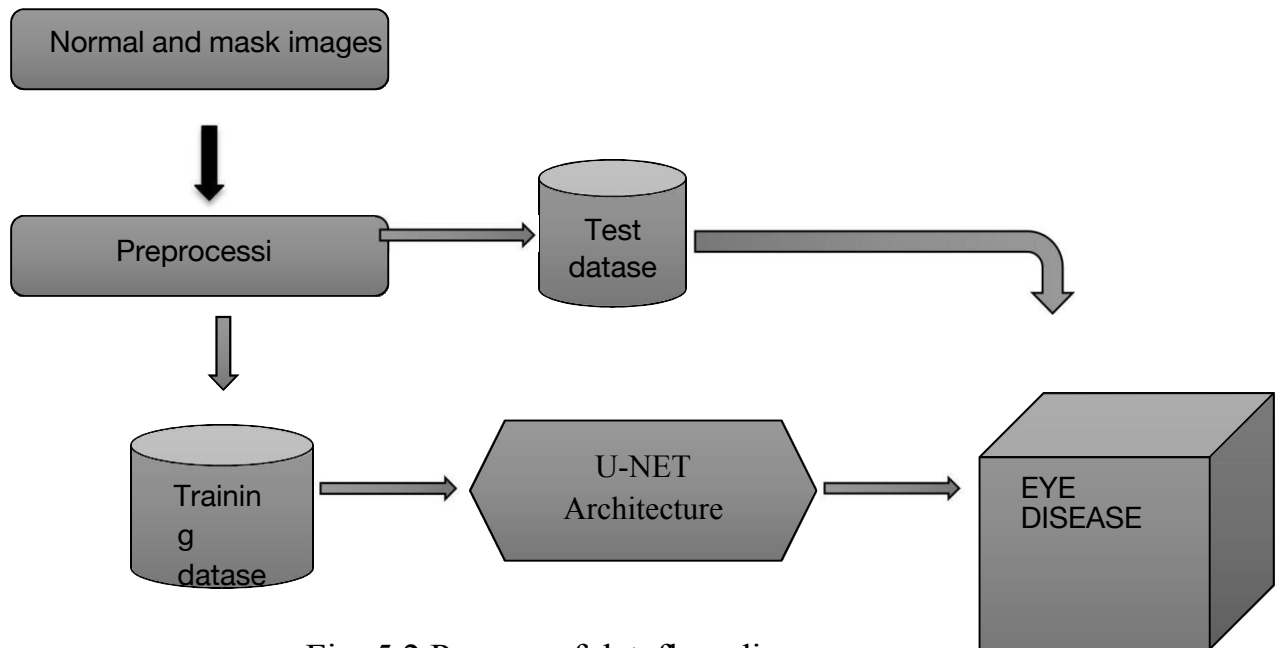 Normal and mask images
Preprocessi
Test
datase
Trainin
g
datase
U-NET
Architecture
EYE
DISEASE